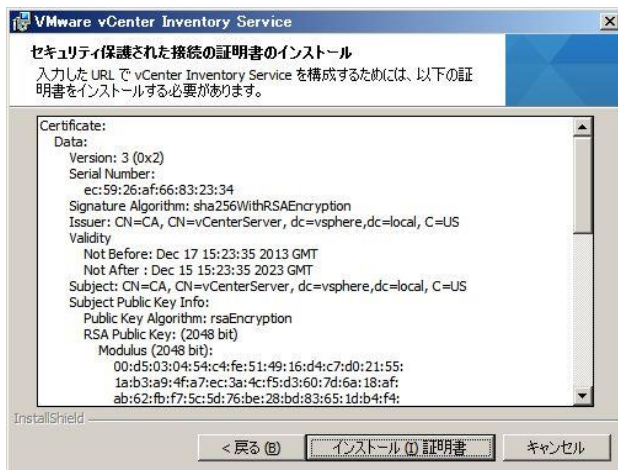 VMware vCenter Inventory Service
セキュリティ保護された接続の証明書のインストール
入力した URL で vCenter Inventory Service を構成するためには、以下の証
明書をインストールする必要があります。
Certificate:
Data:
Version: 3 (0x2)
Serial Number:
ec:59:26:af:66:83:23:34
Signature Algorithm: sha256WithRSAEncryption
Issuer: CN=CA, CN=vCenterServer, dc=vsphere,dc=local, C=US
Validity
Not Before: Dec 17 15:23:35 2013 GMT
Not After : Dec 15 15:23:35 2023 GMT
Subject: CN=CA, CN=vCenterServer, dc=vsphere,dc=local, C=US
Subject Public Key Info:
Public Key Algorithm: rsaEncryption
RSA Public Key: (2048 bit)
Modulus (2048 bit):
00:d5:03:04:54:c4:fe:51:49:16:d4:c7:d0:21:55:
1a:b3:a9:4f:a7:ec:3a:4c:f5:d3:60:7d:6a:18:af:
ab:62:fb:f7:5c:5d:76:be:28:bd:83:65:1d:b4:f4:
InstallShield
< 戻る (B)
インストール (I) 証明書
キャンセル